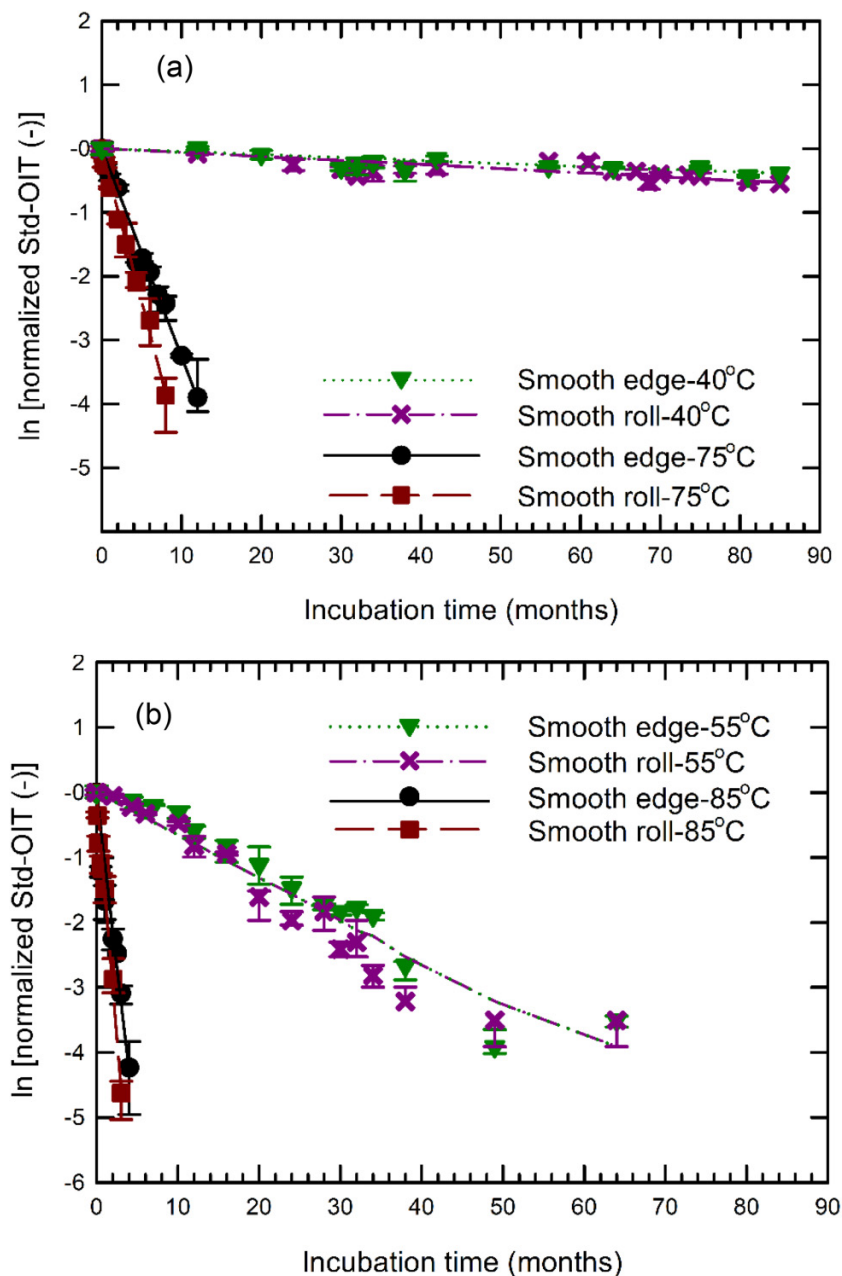 2
(a)
1
-0
-1
-2
-3
-4
-5
ln [normalized Std-OIT (-)]
Smooth edge-40°C
Smooth roll-40°C
Smooth edge-75°C
Smooth roll-75°C
0 10 20 30 40 50 60 70 80 90
Incubation time (months)
2
(b)
1
-0
-1
-2
-3
-4
-5
-6
ln [normalized Std-OIT (-)]
Smooth edge-55°C
Smooth roll-55°C
Smooth edge-85°C
Smooth roll-85°C
0 10 20 30 40 50 60 70 80 90
Incubation time (months)